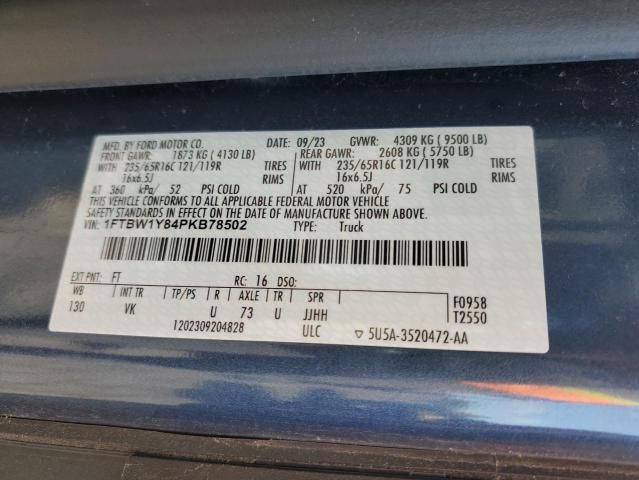 MFD. BY FORD MOTOR CO. 09/23 GVWR: 4309 KG ( 9500 LB)
FRONT GAWR: 1873 KG ( 4130 LB) REAR GAWR: 2608 KG ( 5750 LB)
WITH 235/65R16C 121/119R TIRES WITH 235/65R16C 121/119R TIRES
16x6.5J RIMS 16x6.5J RIMS
AT 360 kPa/ 52 PSI COLD AT 520 kPa/ 75 PSI COLD
THIS VEHICLE CONFORMS TO ALL APPLICABLE FEDERAL MOTOR VEHICLE
SAFETY STANDARDS IN EFFECT ON THE DATE OF MANUFACTURE SHOWN ABOVE.
VIN: 1FTBW1Y84PKB78502 TYPE: Truck
EXT PNT: FT RC: 16 DSO:
WB INT TR TP/PS R AXLE TR SPR F0958
130 VK U 73 U JJHH T2550
1202309204828 ULC ▽ 5U5A-3520472-AA